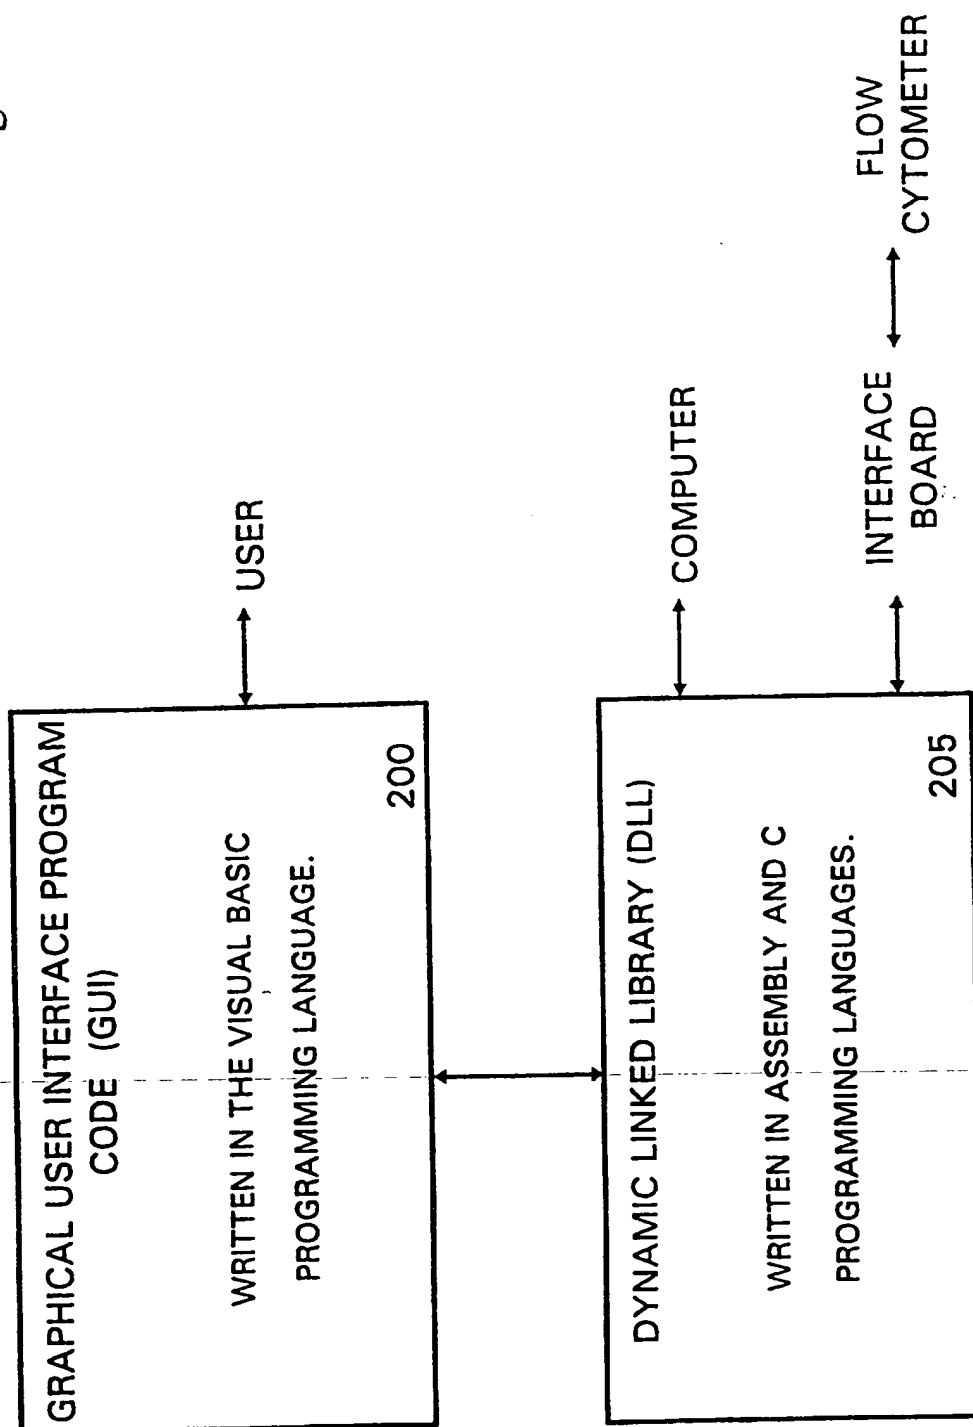 GRAPHICAL USER INTERFACE PROGRAM
CODE (GUI)
WRITTEN IN THE VISUAL BASIC
PROGRAMMING LANGUAGE.
200
USER
DYNAMIC LINKED LIBRARY (DLL)
WRITTEN IN ASSEMBLY AND C
PROGRAMMING LANGUAGES.
205
COMPUTER
INTERFACE
BOARD
FLOW
CYTOMETER